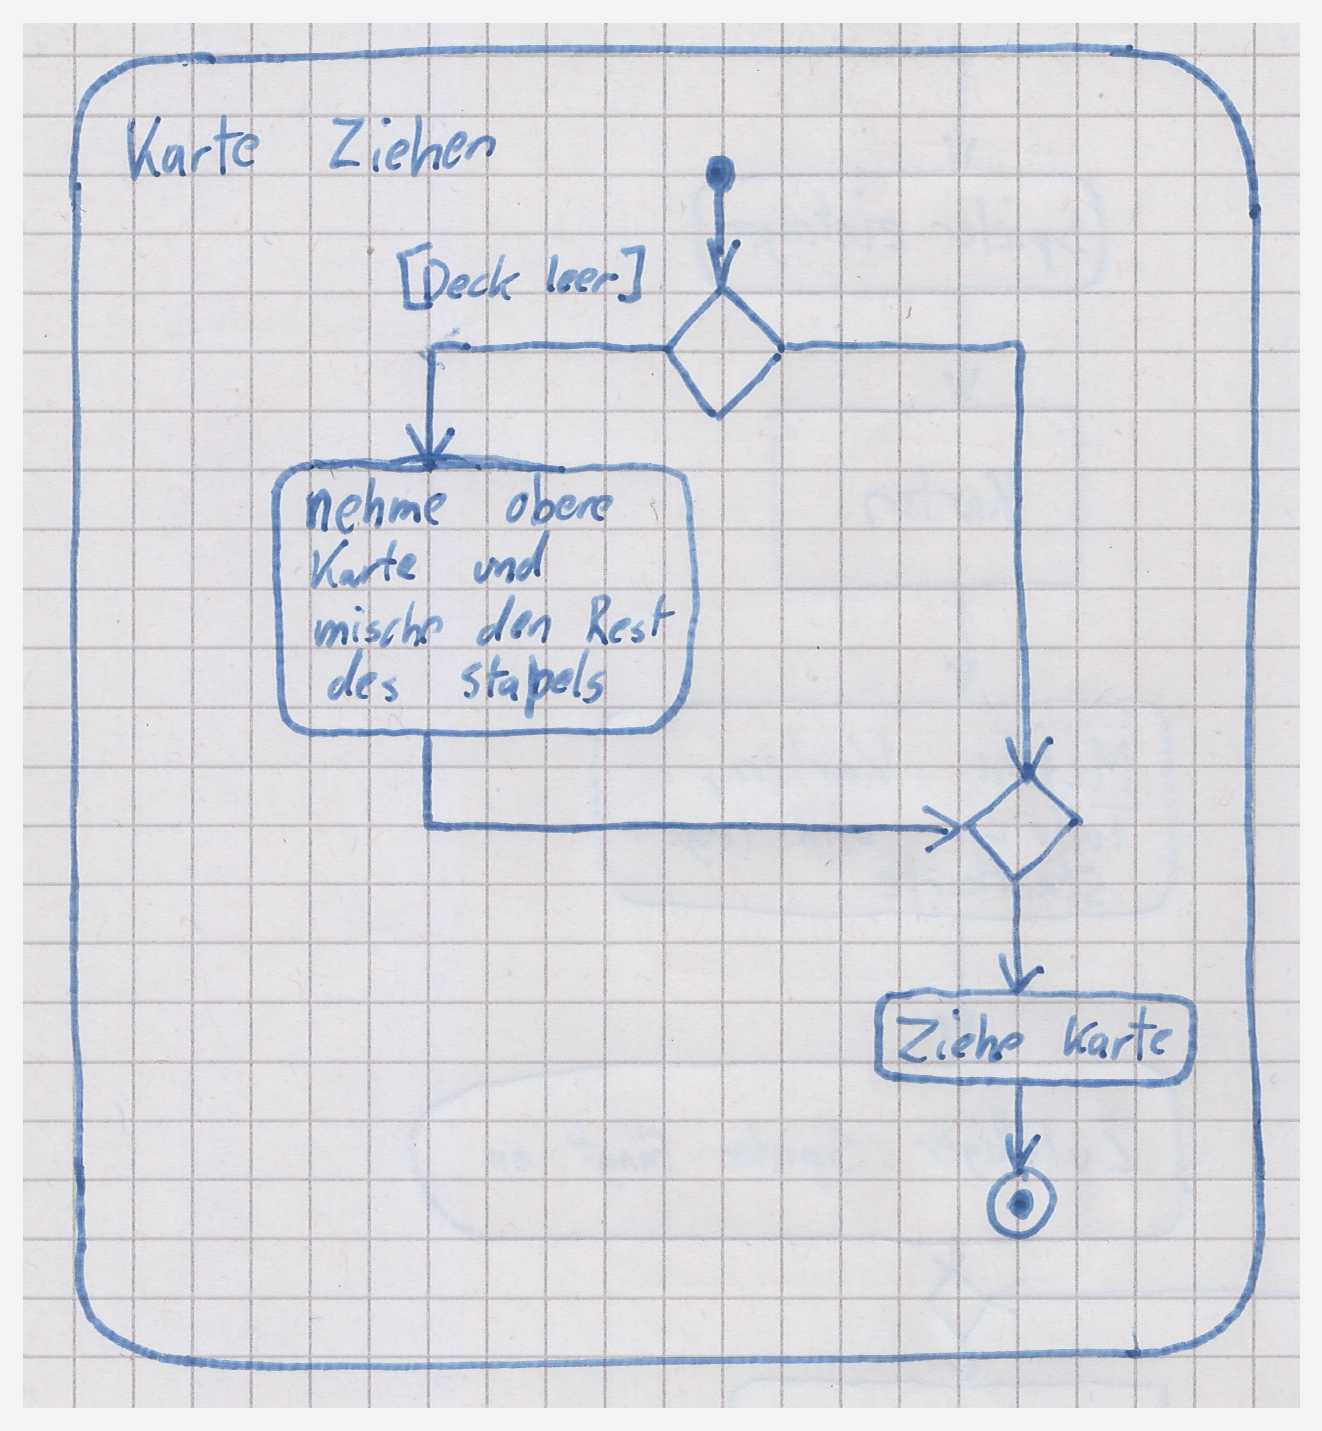 Karte Ziehen
[Deck leer]
nehme obere
Karte und
mische den Rest
des stapels
Ziehe Karte